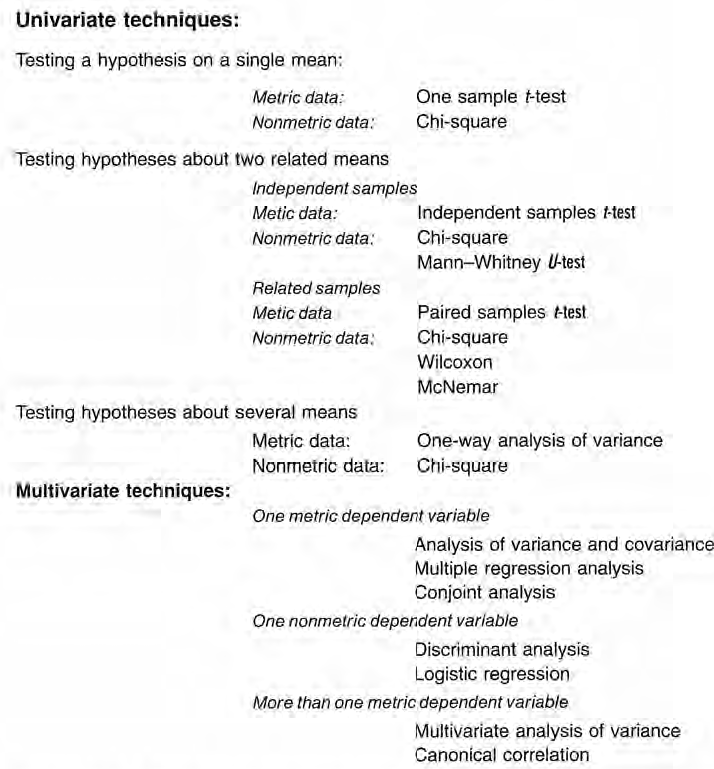 Univariate techniques:
Testing a hypothesis on a single mean:
Metric data: One sample t-test
Nonmetric data: Chi-square
Testing hypotheses about two related means
Independent samples
Metic data: Independent samples t-test
Nonmetric data: Chi-square
Mann–Whitney U-test
Related samples
Metic data Paired samples t-test
Nonmetric data: Chi-square
Wilcoxon
McNemar
Testing hypotheses about several means
Metric data: One-way analysis of variance
Nonmetric data: Chi-square
Multivariate techniques:
One metric dependent variable
Analysis of variance and covariance
Multiple regression analysis
Conjoint analysis
One nonmetric dependent variable
Discriminant analysis
Logistic regression
More than one metric dependent variable
Multivariate analysis of variance
Canonical correlation